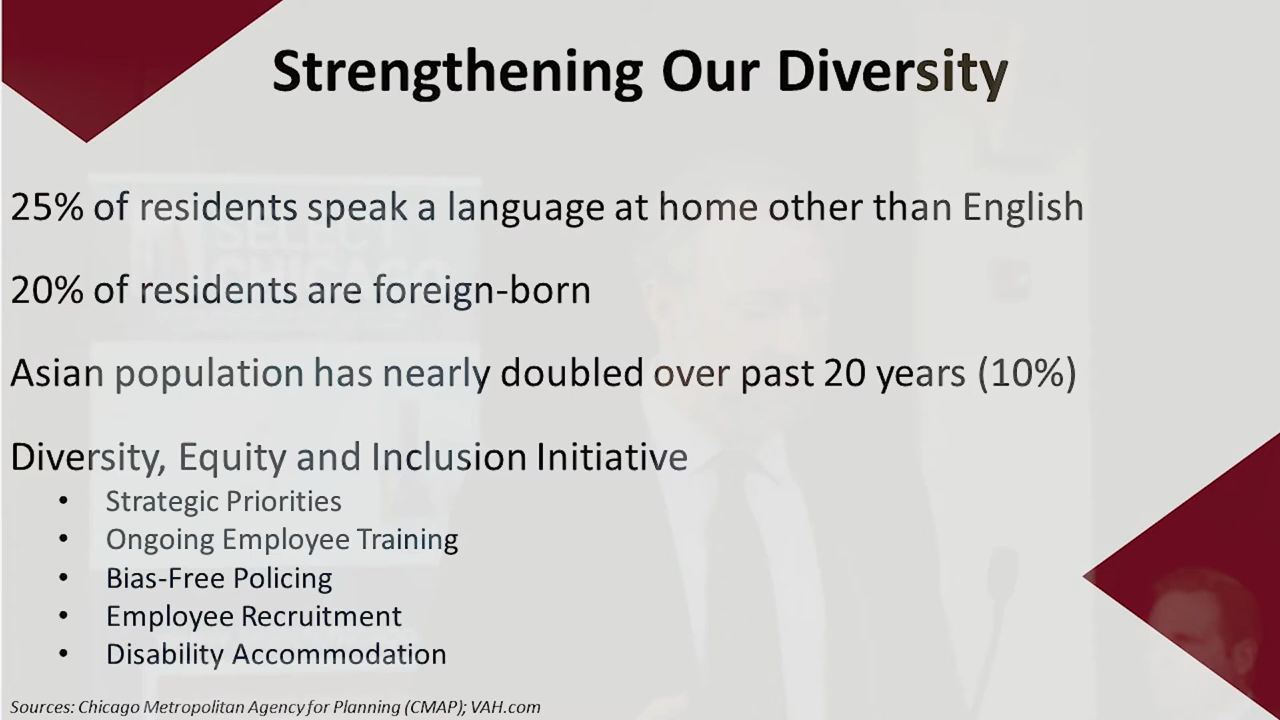 Strengthening Our Diversity
25% of residents speak a language at home other than English
20% of residents are foreign-born
Asian population has nearly doubled over past 20 years (10%)
Diversity, Equity and Inclusion Initiative
• Strategic Priorities
• Ongoing Employee Training
• Bias-Free Policing
• Employee Recruitment
• Disability Accommodation
SELECT
CHICAGO
Sources: Chicago Metropolitan Agency for Planning (CMAP); VAH.com